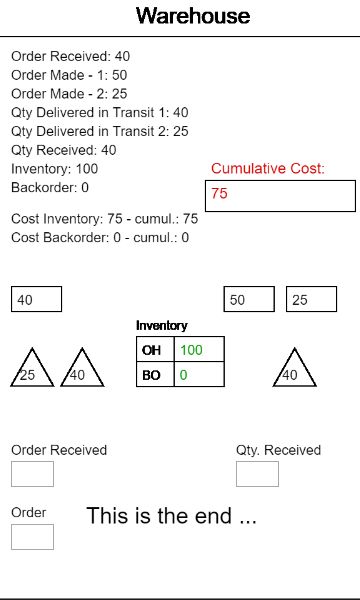 Warehouse
Order Received: 40
Order Made - 1: 50
Order Made - 2: 25
Qty Delivered in Transit 1: 40
Qty Delivered in Transit 2: 25
Qty Received: 40
Inventory: 100
Backorder: 0
Cumulative Cost:
75
Cost Inventory: 75 - cumul.: 75
Cost Backorder: 0 - cumul.: 0
40
50
25
Inventory
OH 100
BO 0
25
40
40
Order Received
Qty. Received
Order
This is the end ...